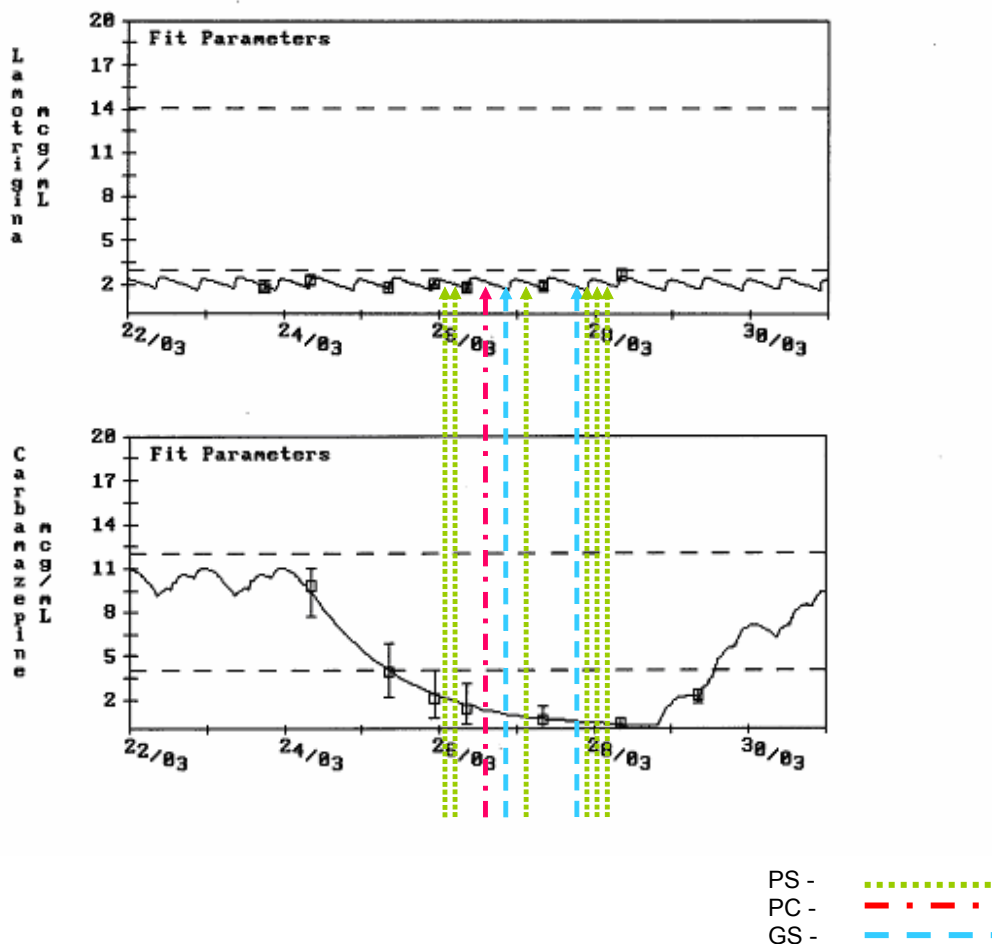 20
Fit Parameters
17
14
11
8
5
2
Lamotrigina
mcg/mL
22/03
24/03
26/03
28/03
30/03
20
Fit Parameters
17
14
11
8
5
2
Carbamazepine
mcg/mL
22/03
24/03
26/03
28/03
30/03
PS -
PC -
GS -